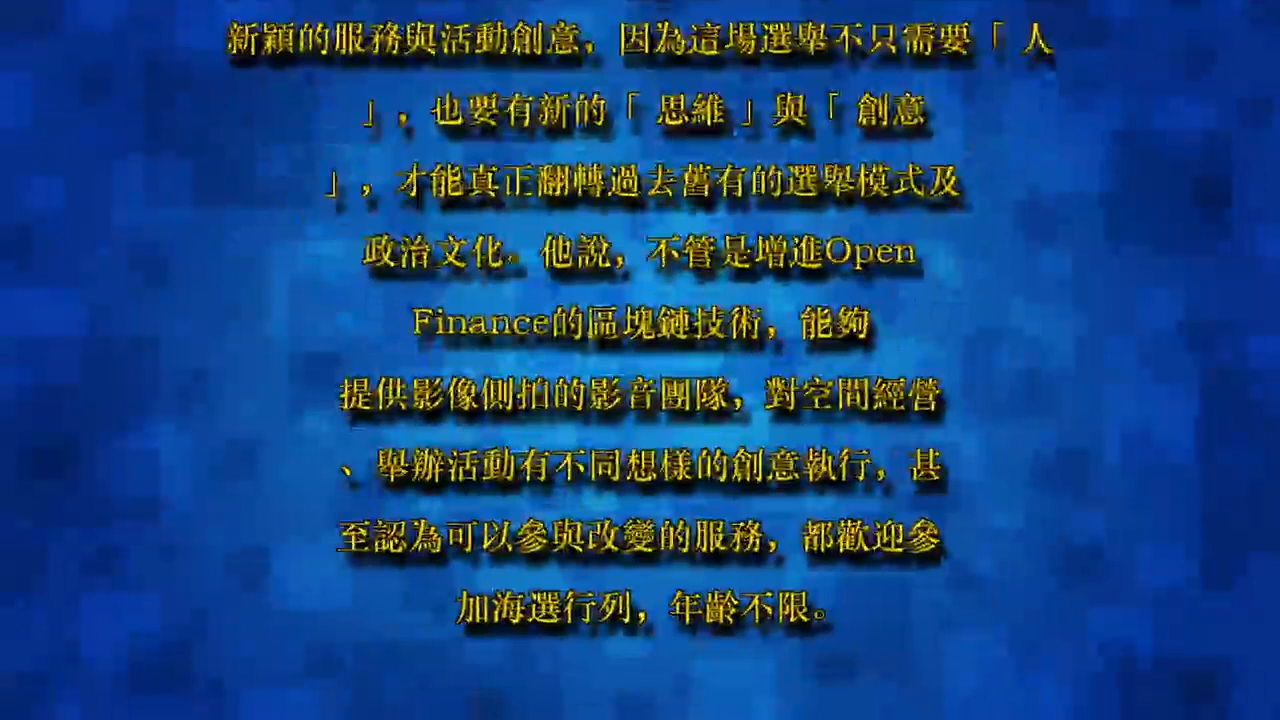 新穎的服務與活動創意，因為這場選舉不只需要「 人
」，也要有新的「 思維 」與「 創意
」，才能真正翻轉過去舊有的選舉模式及
政治文化。他說，不管是增進Open
Finance的區塊鏈技術，能夠
提供影像側拍的影音團隊，對空間經營
、舉辦活動有不同想樣的創意執行，甚
至認為可以參與改變的服務，都歡迎參
加海選行列，年齡不限。